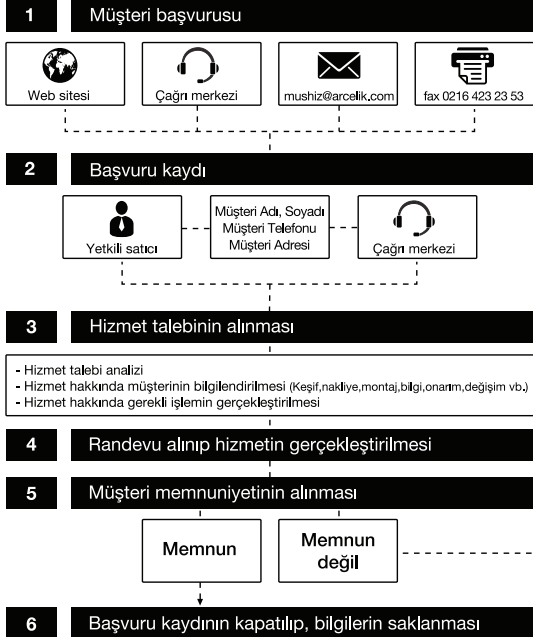 1 Müşteri başvurusu
Web sitesi
Çağrı merkezi
mushiz@arcelik.com
fax 0216 423 23 53
2 Başvuru kaydı
Yetkili satıcı
Müşteri Adı, Soyadı
Müşteri Telefonu
Müşteri Adresi
Çağrı merkezi
3 Hizmet talebinin alınması
- Hizmet talebi analizi
- Hizmet hakkında müşterinin bilgilendirilmesi (Keşif,nakliye,montaj,bilgi,onarım,değişim vb.)
- Hizmet hakkında gerekli işlemin gerçekleştirilmesi
4 Randevu alınıp hizmetin gerçekleştirilmesi
5 Müşteri memnuniyetinin alınması
Memnun
Memnun
değil
6 Başvuru kaydının kapatılıp, bilgilerin saklanması